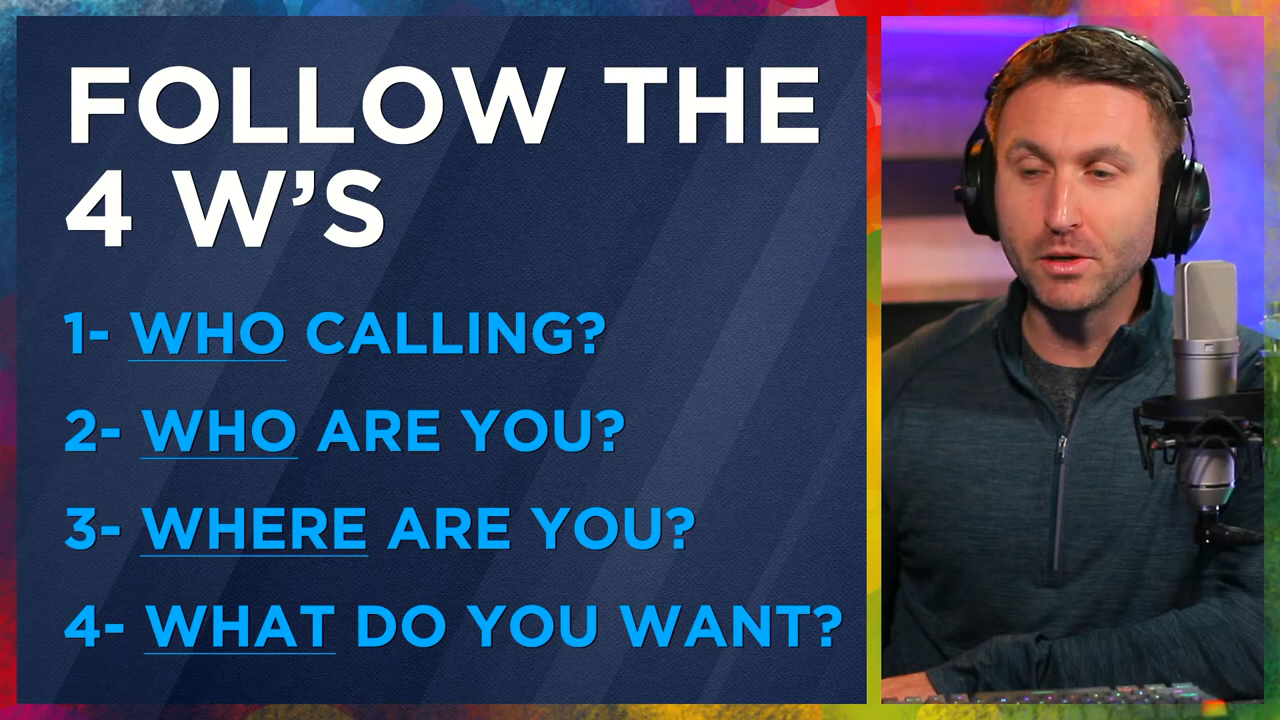 FOLLOW THE
4 W’S
1- WHO CALLING?
2- WHO ARE YOU?
3- WHERE ARE YOU?
4- WHAT DO YOU WANT?